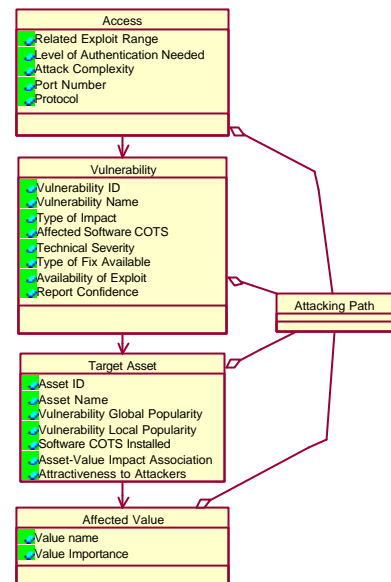 Access
Related Exploit Range
Level of Authentication Needed
Attack Complexity
Port Number
Protocol
Vulnerability
Vulnerability ID
Vulnerability Name
Type of Impact
Affected Software COTS
Technical Severity
Type of Fix Available
Availability of Exploit
Report Confidence
Attacking Path
Target Asset
Asset ID
Asset Name
Vulnerability Global Popularity
Vulnerability Local Popularity
Software COTS Installed
Asset-Value Impact Association
Attractiveness to Attackers
Affected Value
Value name
Value Importance